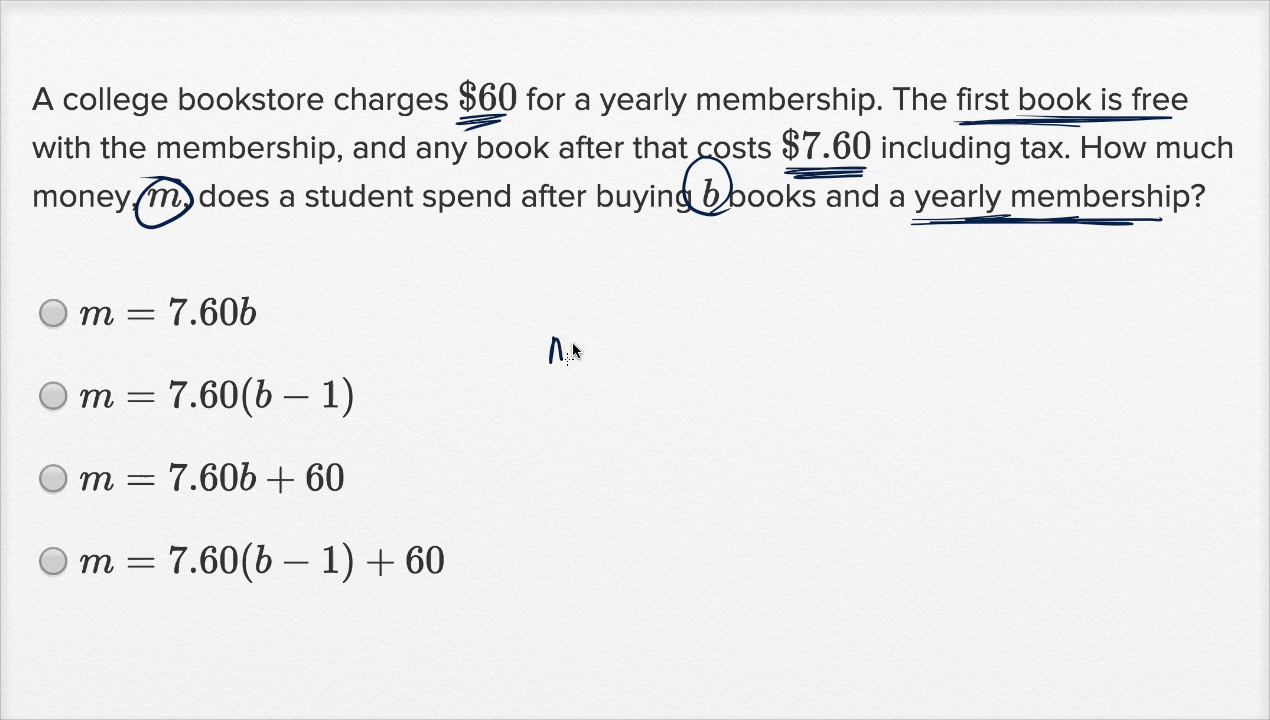 A college bookstore charges $60 for a yearly membership. The first book is free
with the membership, and any book after that costs $7.60 including tax. How much
money, m, does a student spend after buying b books and a yearly membership?
m = 7.60b
m = 7.60(b − 1)
m = 7.60b + 60
m = 7.60(b − 1) + 60